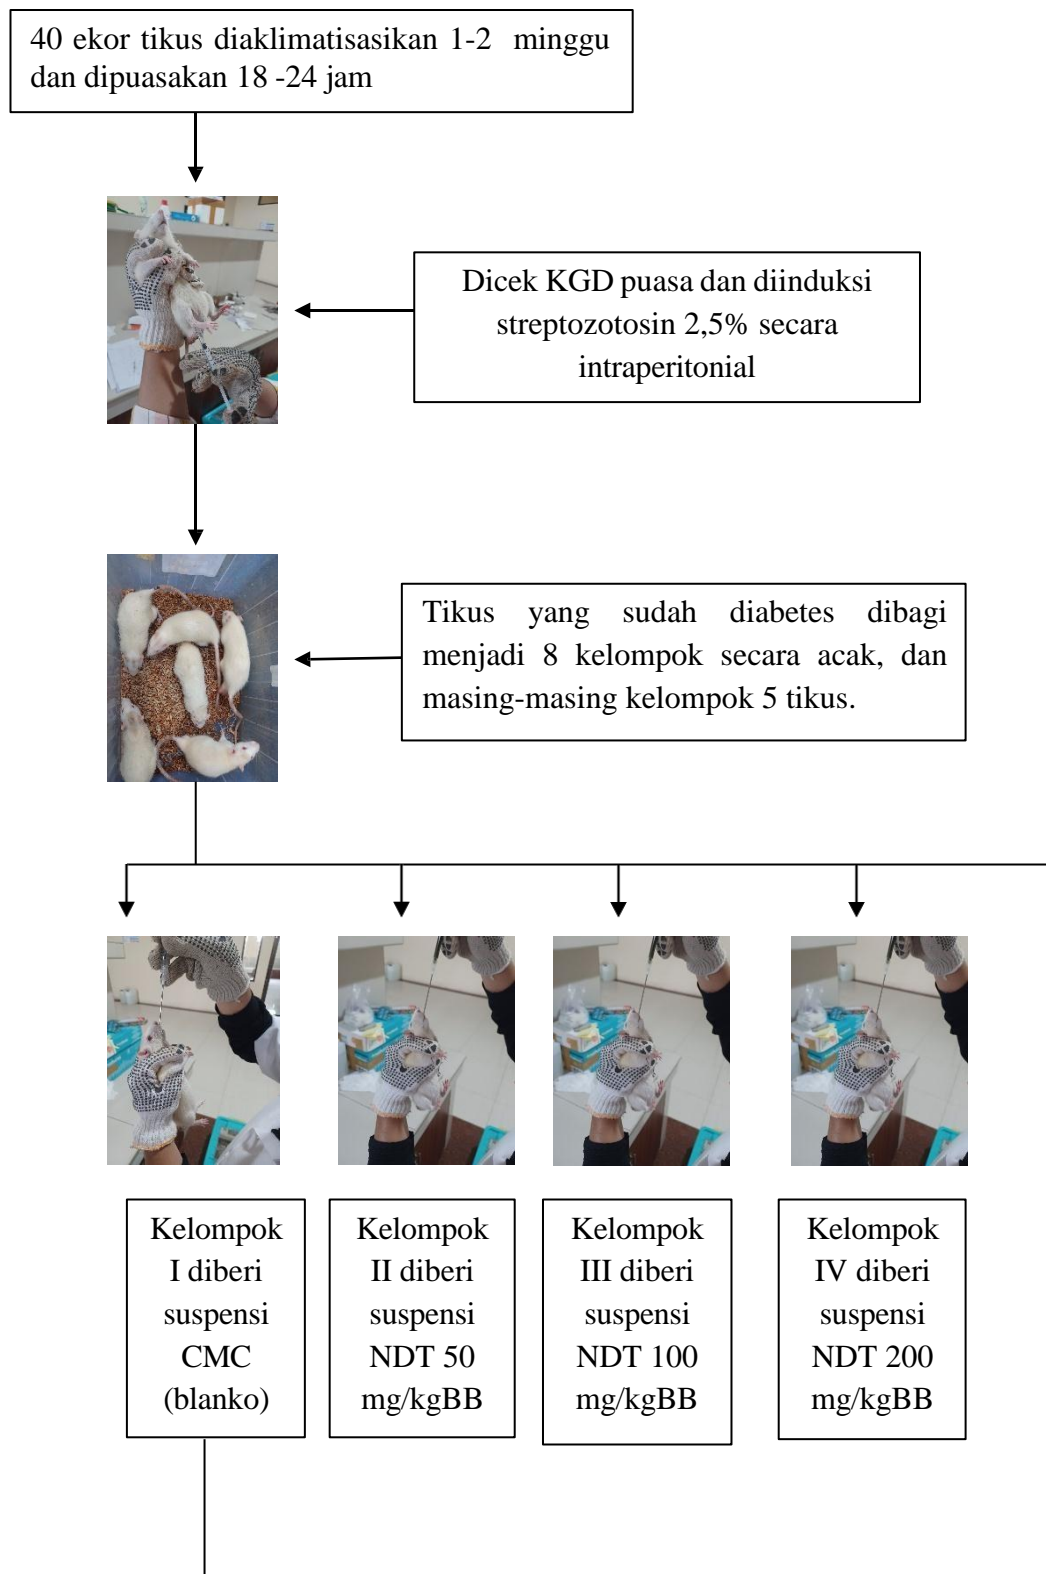 40 ekor tikus diaklimatisasikan 1-2 minggu
dan dipuasakan 18 -24 jam
Dicek KGD puasa dan diinduksi
streptozotosin 2,5% secara
intraperitonial
Tikus yang sudah diabetes dibagi
menjadi 8 kelompok secara acak, dan
masing-masing kelompok 5 tikus.
Kelompok
I diberi
suspensi
CMC
(blanko)
Kelompok
II diberi
suspensi
NDT 50
mg/kgBB
Kelompok
III diberi
suspensi
NDT 100
mg/kgBB
Kelompok
IV diberi
suspensi
NDT 200
mg/kgBB